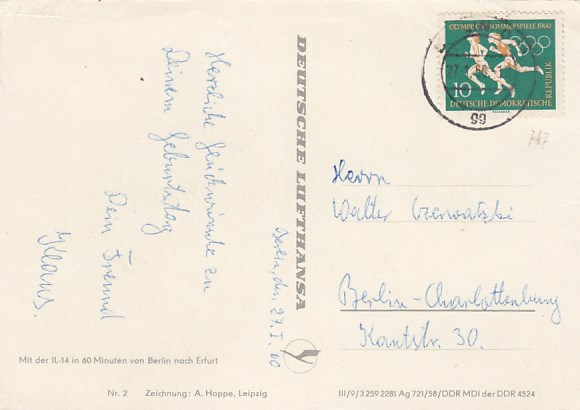 Herzliche Glückwünsche zu
Deinem Geburtstag
Dein Freund
Klaus.
Mit der IL-14 in 60 Minuten von Berlin nach Erfurt
Nr. 2 Zeichnung: A. Hoppe, Leipzig
DEUTSCHE LUFTHANSA
Berlin, den 27.I.60
OLYMPISCHE SOMMERSPIELE 1960
10
DEUTSCHE DEMOKRATISCHE
REPUBLIK
99
747
Herrn
Walter Czerwatzki
Berlin-Charlottenburg
Kantstr. 30.
III/9/3 259 2281 Ag 721/58/DDR MDI der DDR 4524